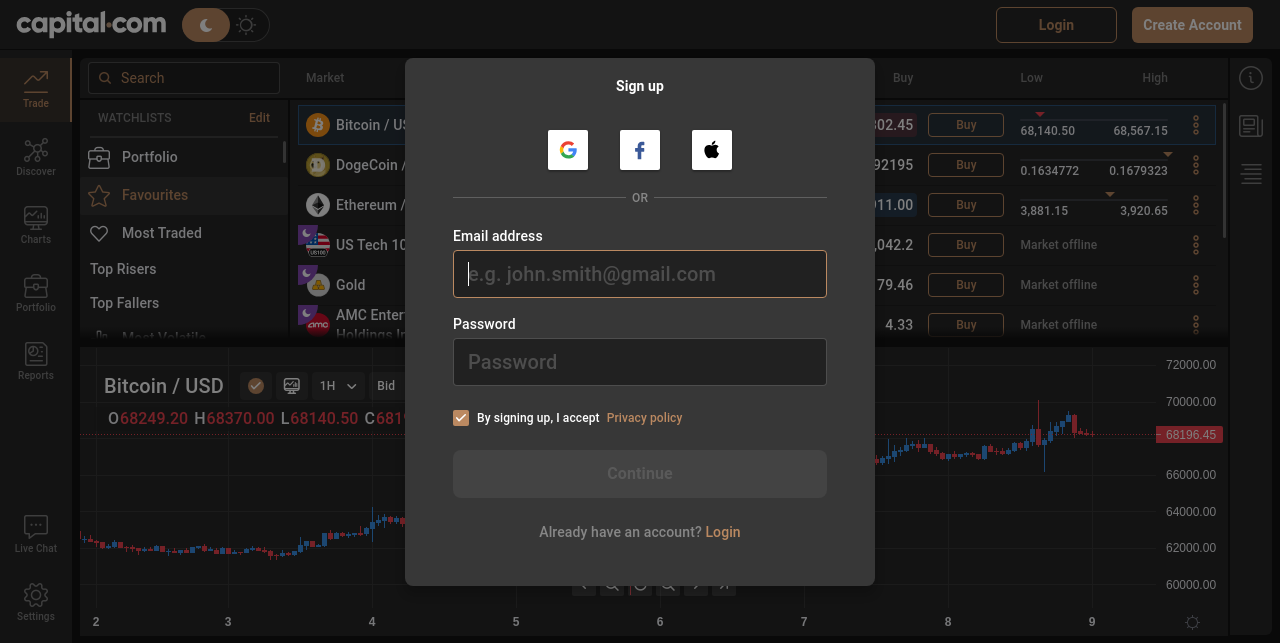 capital.com
Login
Create Account
Trade
Discover
Charts
Portfolio
Reports
Live Chat
Settings
Search
WATCHLISTS
Edit
Portfolio
Favourites
Most Traded
Top Risers
Top Fallers
Most Volatile
Market
Buy
Low
High
Bitcoin /
02.45
Buy
68,140.50
68,567.15
DogeCoin /
92195
Buy
0.1634772
0.1679323
Ethereum /
11.00
Buy
3,881.15
3,920.65
US100
US Tech 10
,042.2
Buy
Market offline
Gold
79.46
Buy
Market offline
amc
AMC
Holdings
4.33
Buy
Market offline
Sign up
OR
Email address
e.g. john.smith@gmail.com
Password
Password
By signing up, I accept Privacy policy
Continue
Already have an account? Login
Bitcoin / USD
1H
Bid
O68249.20 H68370.00 L68140.50 C681
72000.00
70000.00
68196.45
66000.00
64000.00
62000.00
60000.00
2
3
4
5
6
7
8
9